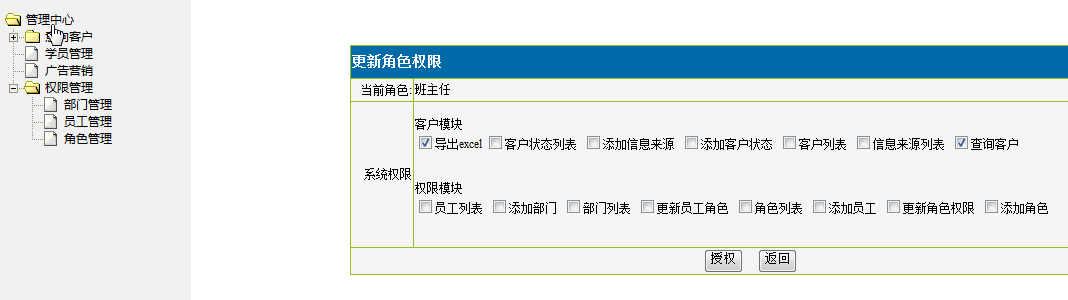 管理中心
客户
学员管理
广告营销
权限管理
部门管理
员工管理
角色管理
更新角色权限
当前角色: 班主任
系统权限
客户模块
导出excel 客户状态列表 添加信息来源 添加客户状态 客户列表 信息来源列表 查询客户
权限模块
员工列表 添加部门 部门列表 更新员工角色 角色列表 添加员工 更新角色权限 添加角色
授权 返回